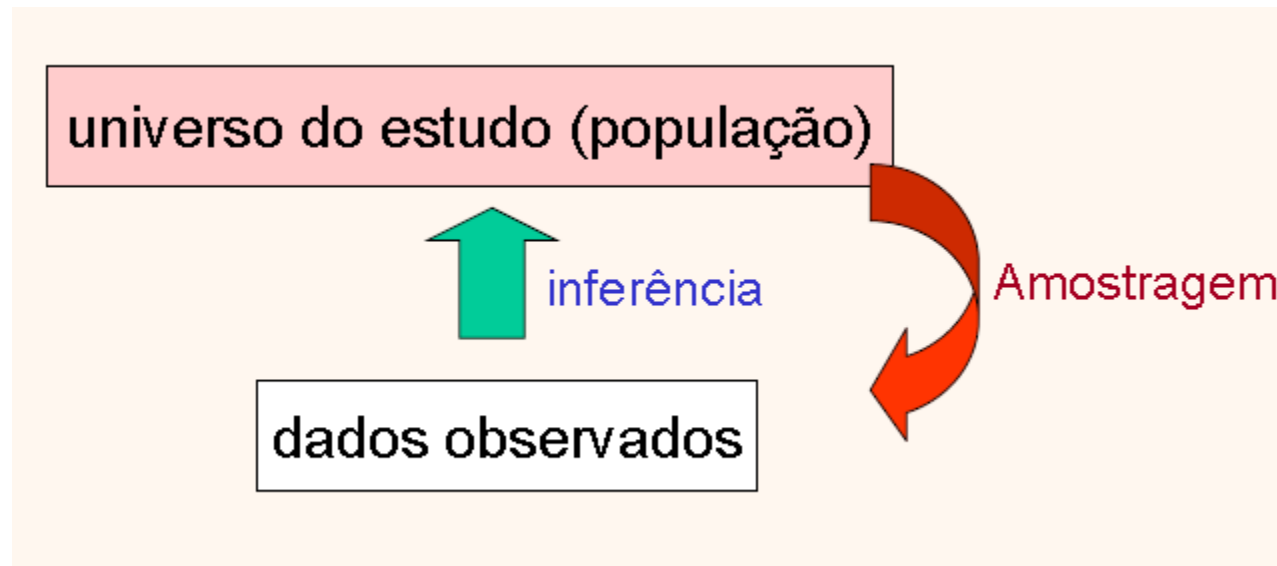 universo do estudo (população)
inferência
Amostragem
dados observados